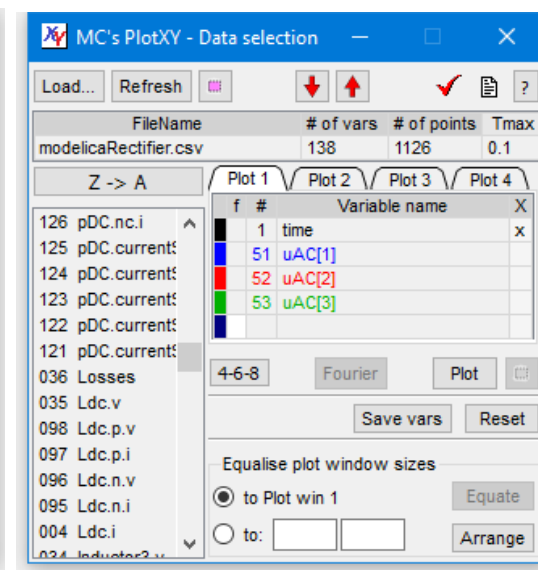 MC's PlotXY - Data selection
Load... Refresh ?
FileName # of vars # of points Tmax
modelicaRectifier.csv 138 1126 0.1
Z -> A
Plot 1 Plot 2 Plot 3 Plot 4
f # Variable name X
1 time x
51 uAC[1]
52 uAC[2]
53 uAC[3]
126 pDC.nc.i
125 pDC.current
124 pDC.current
123 pDC.current
122 pDC.current
121 pDC.current
036 Losses
035 Ldc.v
098 Ldc.p.v
097 Ldc.p.i
096 Ldc.n.v
095 Ldc.n.i
004 Ldc.i
034 Inductor3.v
4-6-8 Fourier Plot
Save vars Reset
Equalise plot window sizes
to Plot win 1 Equate
to: Arrange